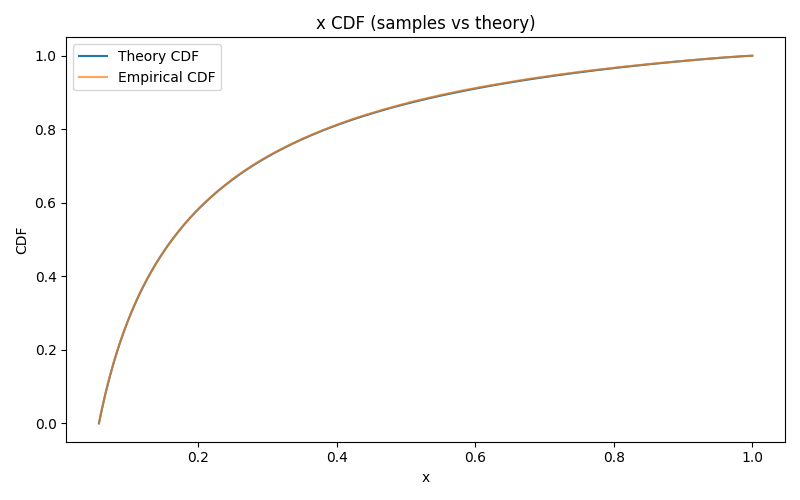 x CDF (samples vs theory)
Theory CDF
Empirical CDF
1.0
0.8
0.6
0.4
0.2
0.0
CDF
0.2 0.4 0.6 0.8 1.0
x